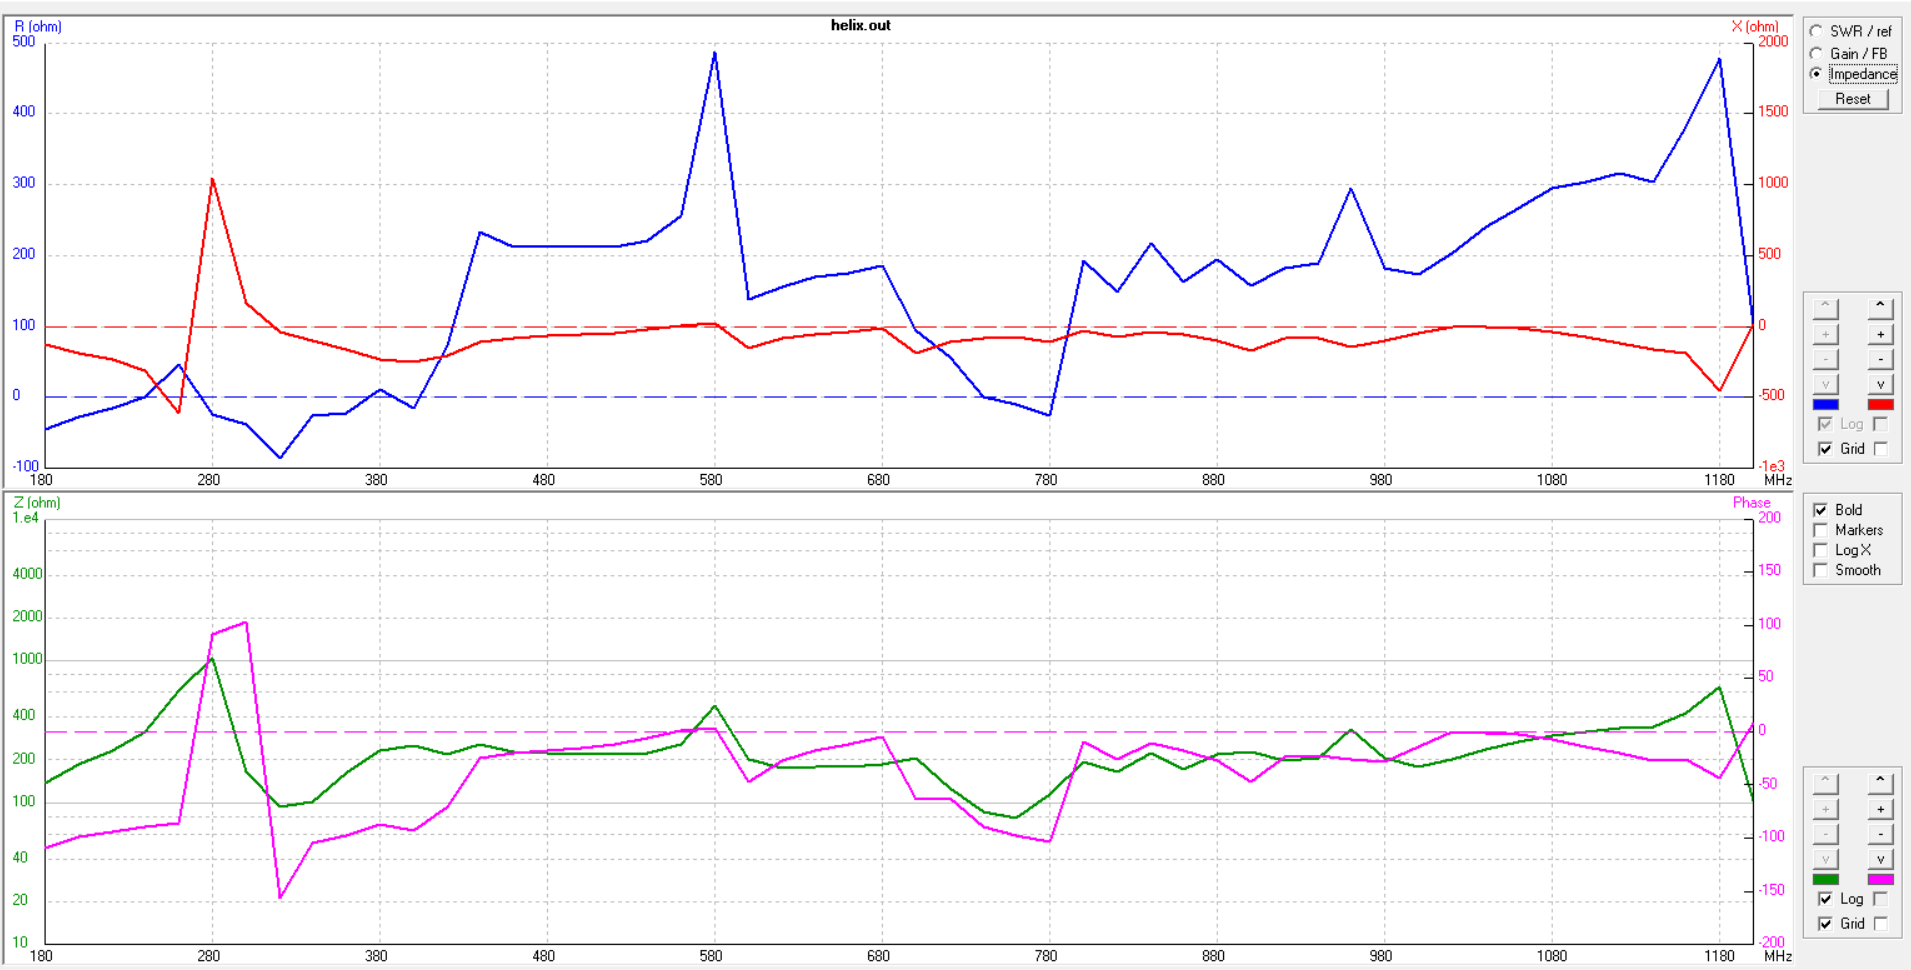 helix.out
R (ohm)
X (ohm)
500
400
300
200
100
0
-100
2000
1500
1000
500
0
-500
-1e3
180 280 380 480 580 680 780 880 980 1080 1180 MHz
Z (ohm)
Phase
1.e4
4000
2000
1000
400
200
100
40
20
10
200
150
100
50
0
-50
-100
-150
-200
180 280 380 480 580 680 780 880 980 1080 1180 MHz
SWR / ref
Gain / FB
Impedance
Reset
^ ^
+ +
- -
v v
Log
Grid
Bold
Markers
Log X
Smooth
^ ^
+ +
- -
v v
Log
Grid